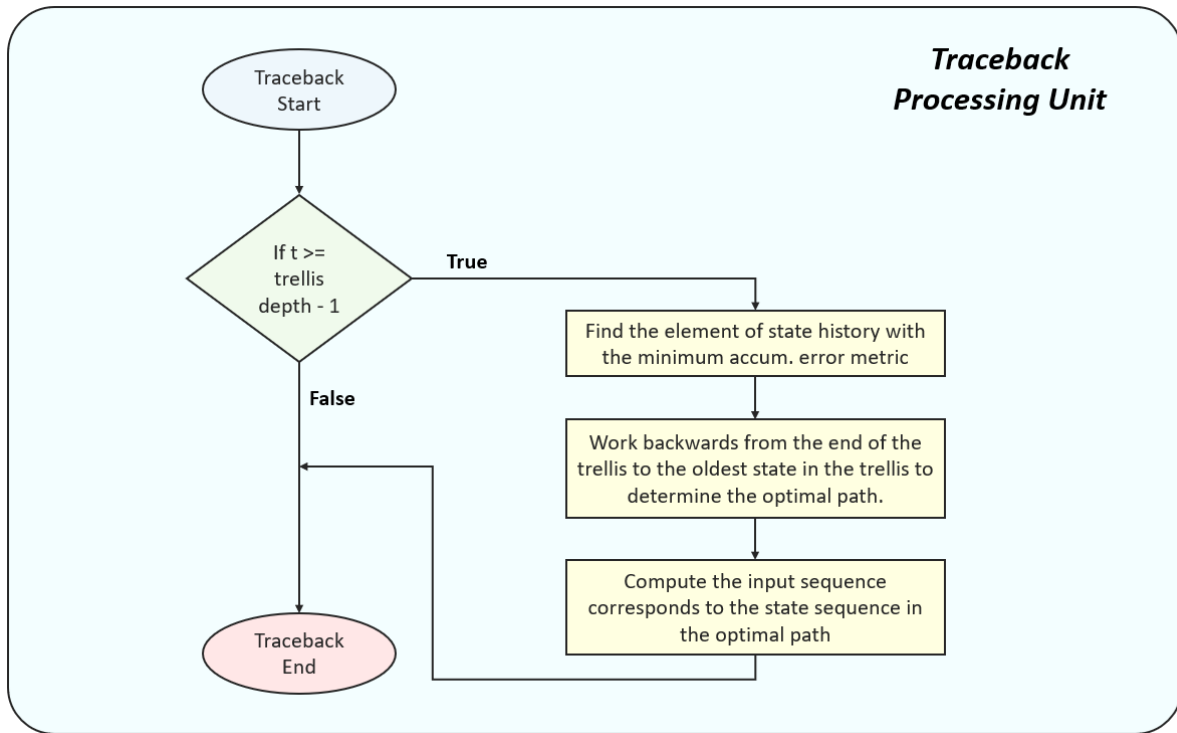 Traceback
Processing Unit
Traceback
Start
If t >=
trellis
depth - 1
True
False
Find the element of state history with
the minimum accum. error metric
Work backwards from the end of the
trellis to the oldest state in the trellis to
determine the optimal path.
Compute the input sequence
corresponds to the state sequence in
the optimal path
Traceback
End